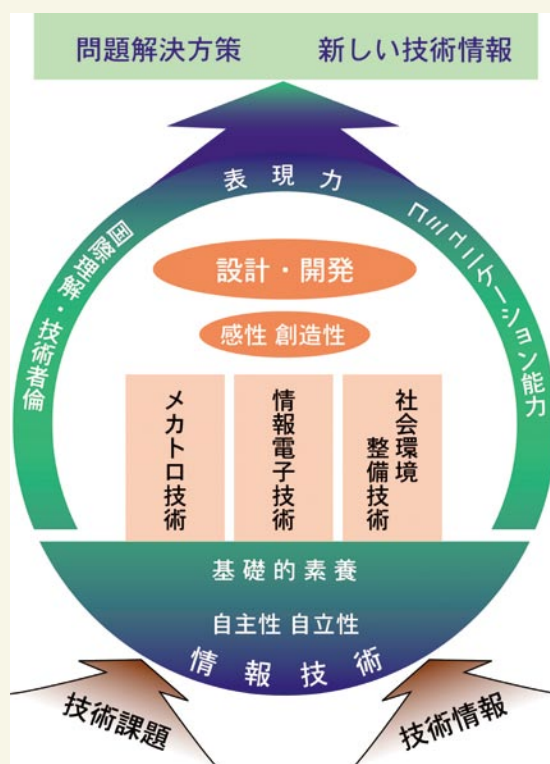 問題解決方策 新しい技術情報
表現力
国際理解・技術者倫
コミュニケーション能力
設計・開発
感性 創造性
メカトロ技術
情報電子技術
社会環境
整備技術
基礎的素養
自主性 自立性
情報技術
技術課題
技術情報